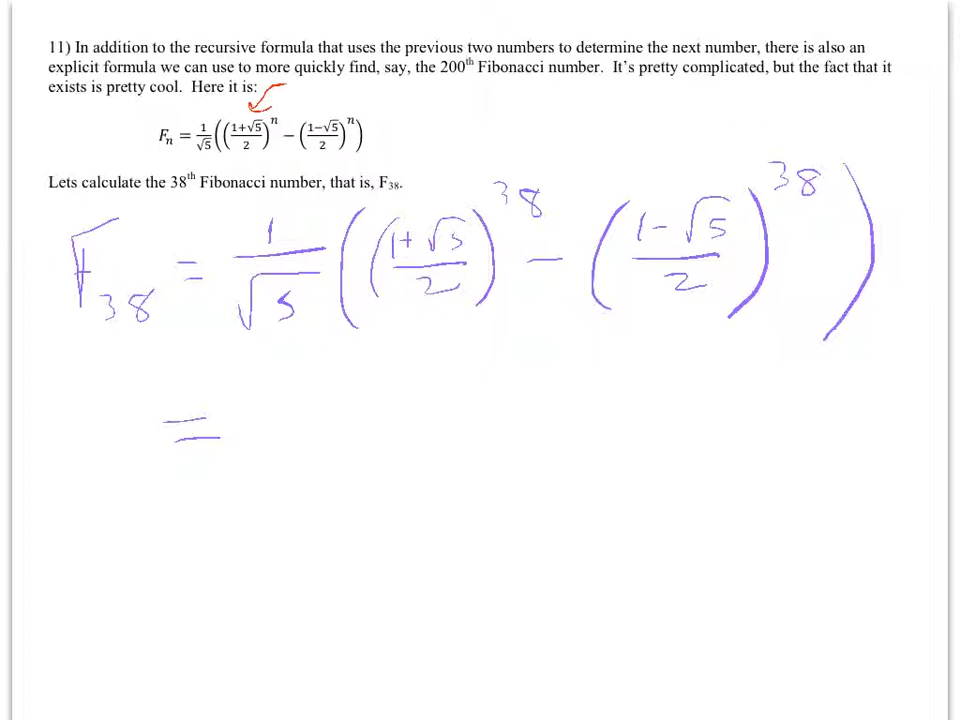 11) In addition to the recursive formula that uses the previous two numbers to determine the next number, there is also an
explicit formula we can use to more quickly find, say, the 200th Fibonacci number. It's pretty complicated, but the fact that it
exists is pretty cool. Here it is:
Fₙ = 1/√5 (((1+√5)/2)ⁿ − ((1−√5)/2)ⁿ)
Lets calculate the 38th Fibonacci number, that is, F₃₈.
F₃₈ = 1/√5 (((1+√5)/2)³⁸ − ((1−√5)/2)³⁸)
=